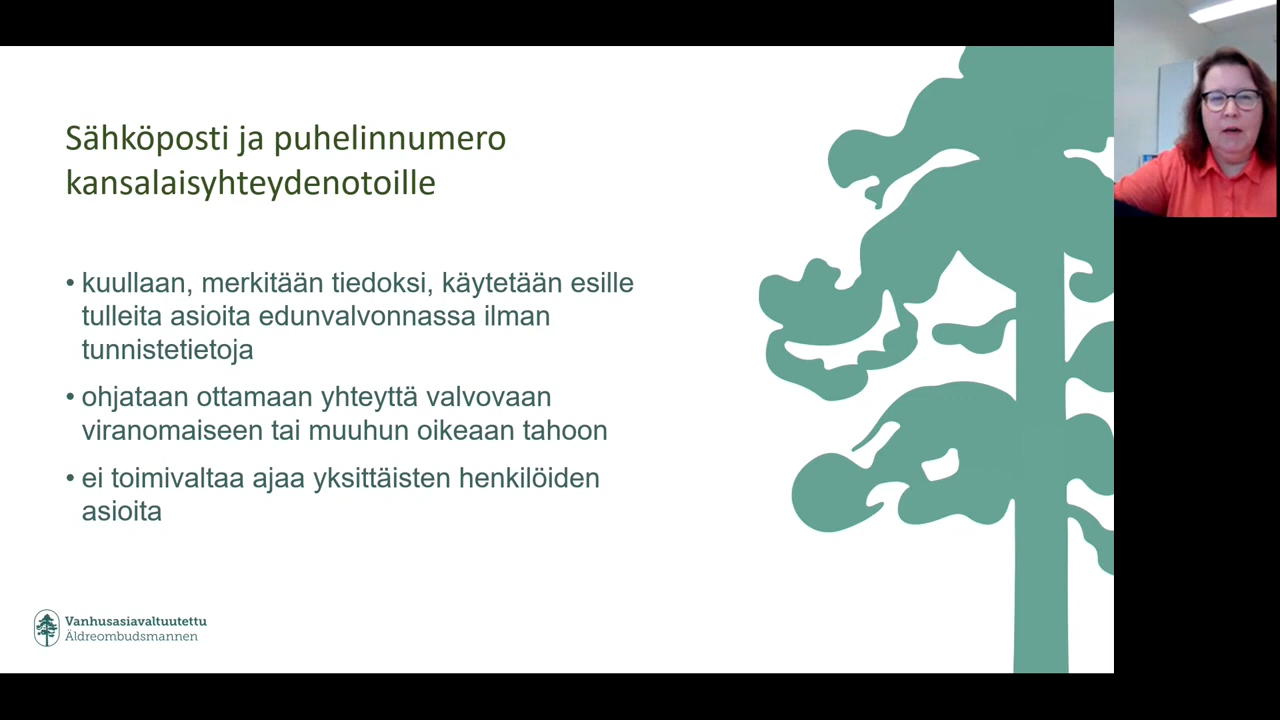 Sähköposti ja puhelinnumero
kansalaisyhteydenotoille
• kuullaan, merkitään tiedoksi, käytetään esille
tulleita asioita edunvalvonnassa ilman
tunnistetietoja
• ohjataan ottamaan yhteyttä valvovaan
viranomaiseen tai muuhun oikeaan tahoon
• ei toimivaltaa ajaa yksittäisten henkilöiden
asioita
Vanhusasiavaltuutettu
Äldreombudsmannen